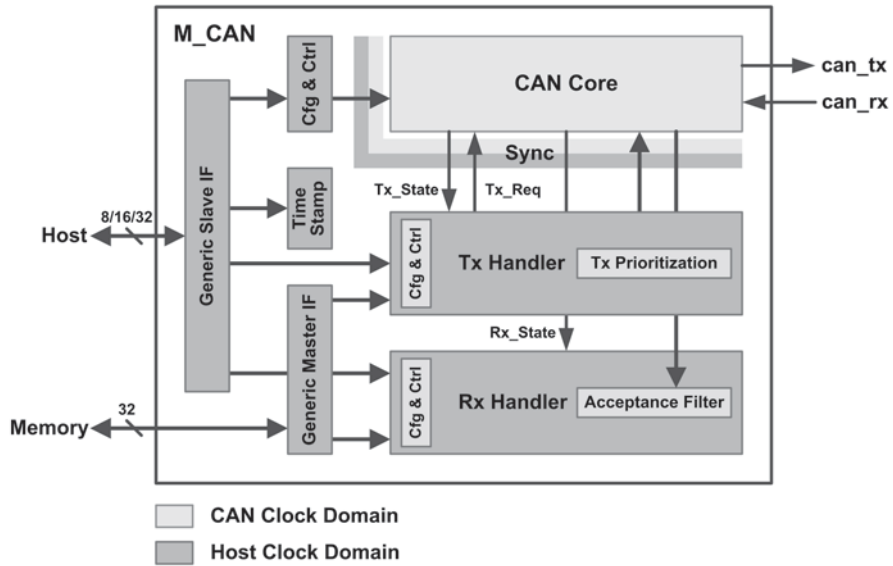 M_CAN
Cfg & Ctrl
CAN Core
can_tx
can_rx
Sync
Tx_State
Tx_Req
Generic Slave IF
Time
Stamp
8/16/32
Host
Cfg & Ctrl
Tx Handler
Tx Prioritization
Generic Master IF
Rx_State
Cfg & Ctrl
Rx Handler
Acceptance Filter
32
Memory
CAN Clock Domain
Host Clock Domain